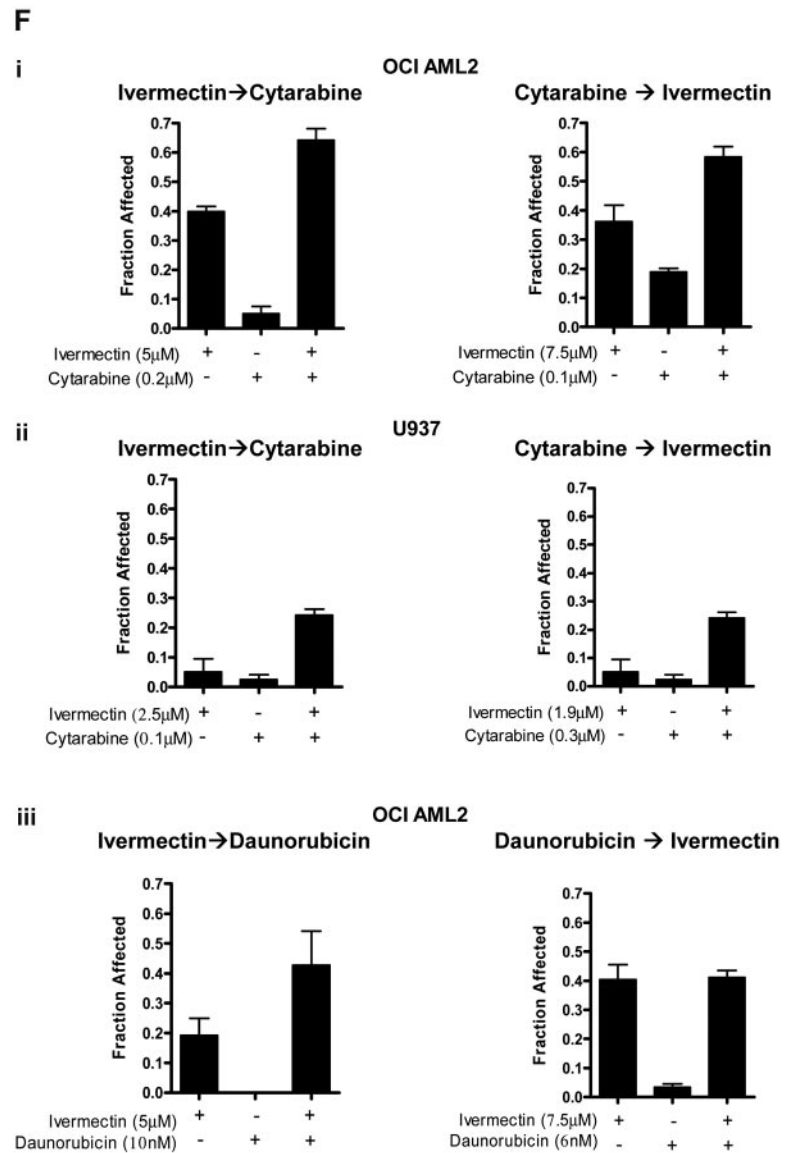 F
i
OCI AML2
Ivermectin→Cytarabine
Fraction Affected
0.7
0.6
0.5
0.4
0.3
0.2
0.1
0.0
Ivermectin (5μM) + - +
Cytarabine (0.2μM) - + +
Cytarabine → Ivermectin
Fraction Affected
0.7
0.6
0.5
0.4
0.3
0.2
0.1
0.0
Ivermectin (7.5μM) + - +
Cytarabine (0.1μM) - + +
ii
U937
Ivermectin→Cytarabine
Fraction Affected
0.7
0.6
0.5
0.4
0.3
0.2
0.1
0.0
Ivermectin (2.5μM) + - +
Cytarabine (0.1μM) - + +
Cytarabine → Ivermectin
Fraction Affected
0.7
0.6
0.5
0.4
0.3
0.2
0.1
0.0
Ivermectin (1.9μM) + - +
Cytarabine (0.3μM) - + +
iii
OCI AML2
Ivermectin→Daunorubicin
Fraction Affected
0.7
0.6
0.5
0.4
0.3
0.2
0.1
0.0
Ivermectin (5μM) + - +
Daunorubicin (10nM) - + +
Daunorubicin → Ivermectin
Fraction Affected
0.7
0.6
0.5
0.4
0.3
0.2
0.1
0.0
Ivermectin (7.5μM) + - +
Daunorubicin (6nM) - + +